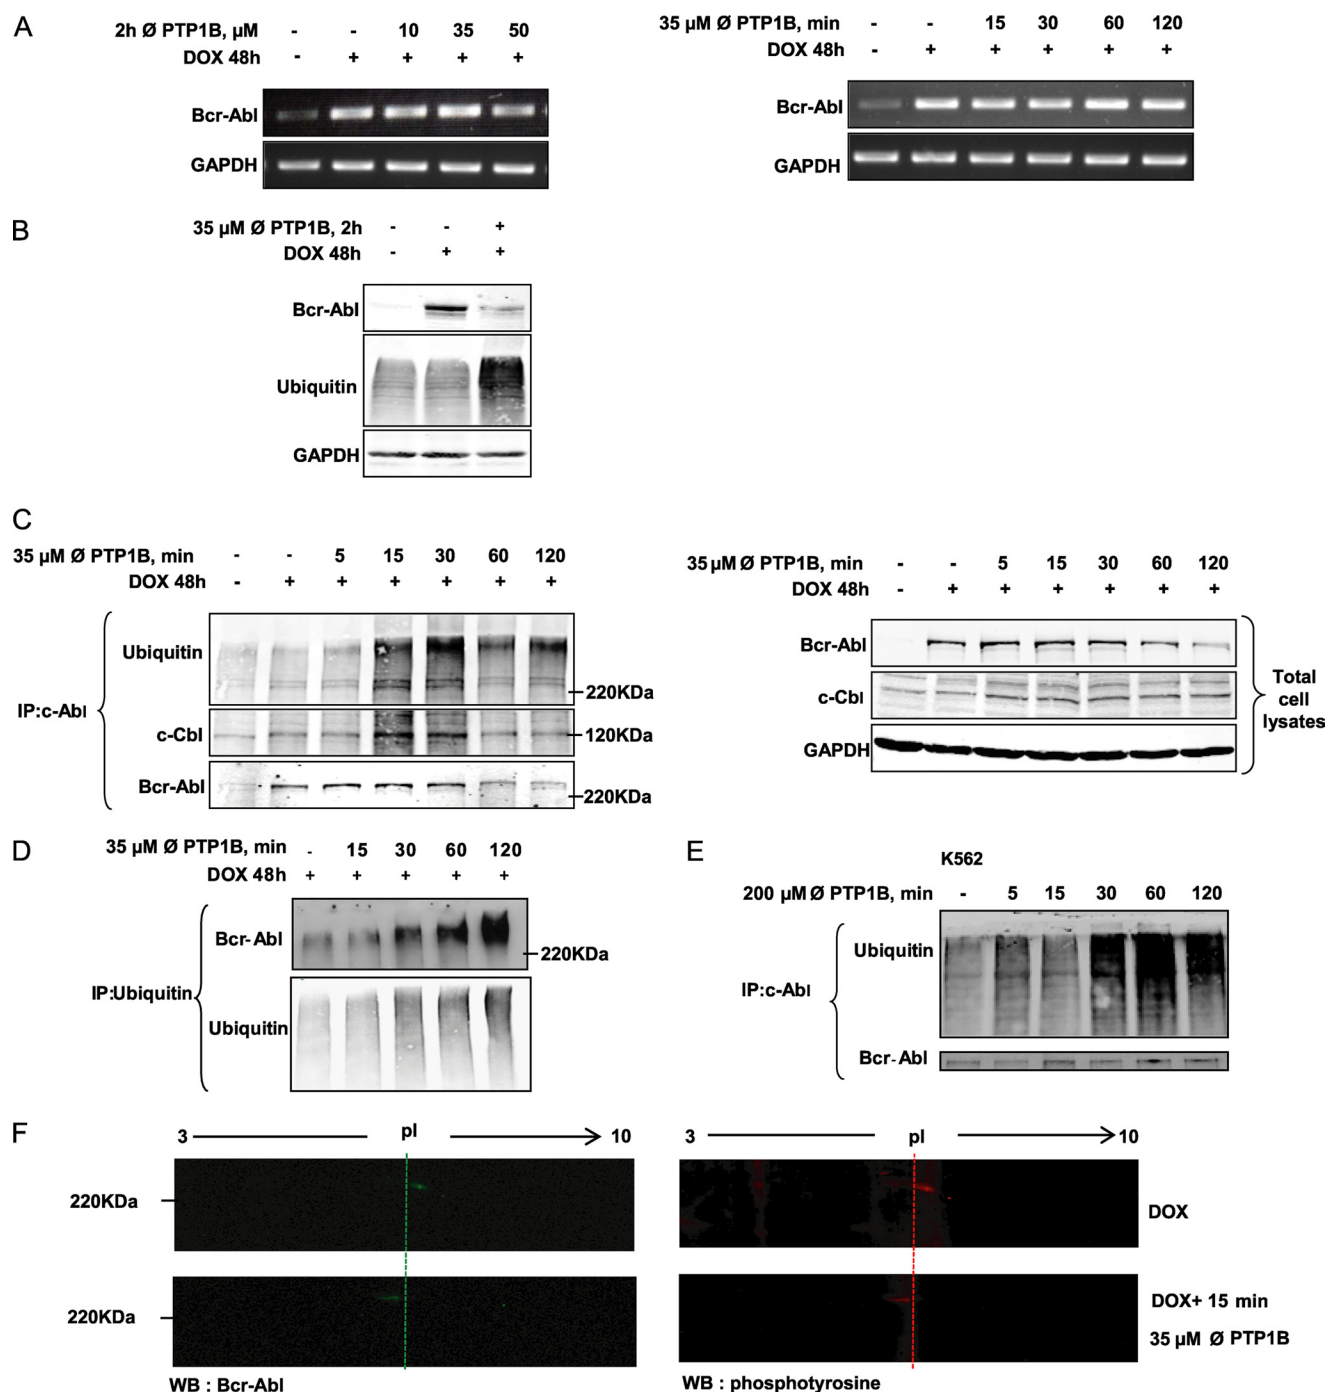 A
2h Ø PTP1B, µM - - 10 35 50
DOX 48h - + + + +
Bcr-Abl
GAPDH
35 µM Ø PTP1B, min - - 15 30 60 120
DOX 48h - + + + + +
Bcr-Abl
GAPDH
B
35 µM Ø PTP1B, 2h - - +
DOX 48h - + +
Bcr-Abl
Ubiquitin
GAPDH
C
35 µM Ø PTP1B, min - - 5 15 30 60 120
DOX 48h - + + + + + +
IP:c-Abl
Ubiquitin
220KDa
c-Cbl
120KDa
Bcr-Abl
220KDa
35 µM Ø PTP1B, min - - 5 15 30 60 120
DOX 48h - + + + + + +
Bcr-Abl
c-Cbl
GAPDH
Total
cell
lysates
D
35 µM Ø PTP1B, min - 15 30 60 120
DOX 48h + + + + +
IP:Ubiquitin
Bcr-Abl
220KDa
Ubiquitin
E
K562
200 µM Ø PTP1B, min - 5 15 30 60 120
IP:c-Abl
Ubiquitin
Bcr-Abl
F
3 pI 10
220KDa
220KDa
WB : Bcr-Abl
3 pI 10
DOX
DOX+ 15 min
35 µM Ø PTP1B
WB : phosphotyrosine